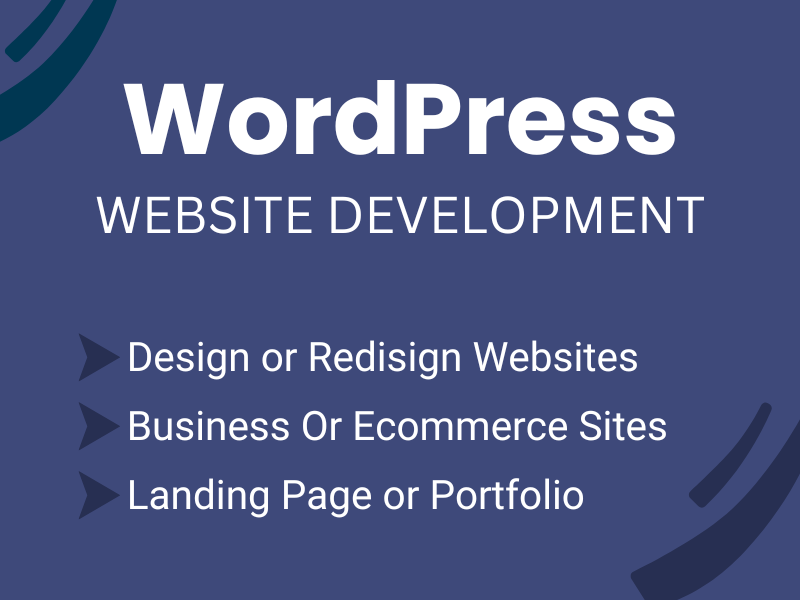 WordPress
WEBSITE DEVELOPMENT
Design or Redisign Websites
Business Or Ecommerce Sites
Landing Page or Portfolio